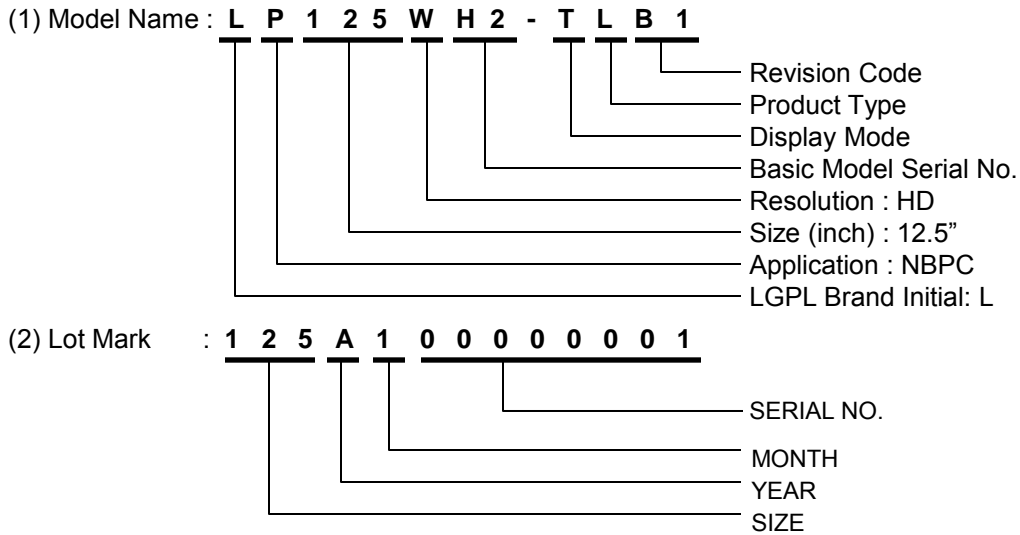 (1) Model Name : L P 1 2 5 W H 2 - T L B 1
Revision Code
Product Type
Display Mode
Basic Model Serial No.
Resolution : HD
Size (inch) : 12.5”
Application : NBPC
LGPL Brand Initial: L
(2) Lot Mark : 1 2 5 A 1 0 0 0 0 0 0 0 1
SERIAL NO.
MONTH
YEAR
SIZE